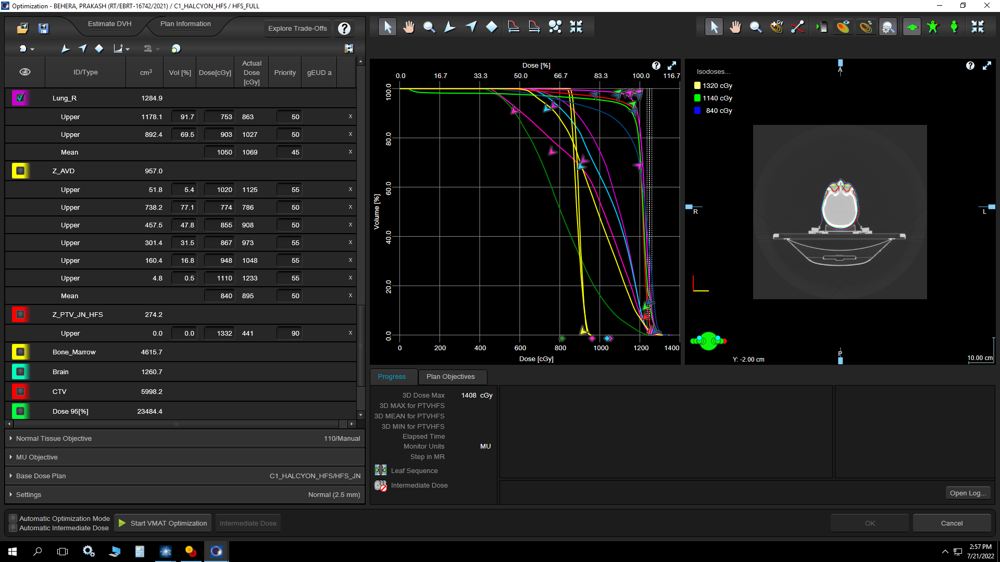 Optimization - BEHERA, PRAKASH (RT/EBRT-16742/2021) / C1_HALCYON_HFS / HFS_FULL
Estimate DVH
Plan Information
Explore Trade-Offs
?
ID/Type cm3 Vol [%] Dose[cGy] Actual Dose [cGy] Priority gEUD a
Lung_R 1284.9
Upper 1178.1 91.7 753 863 50 X
Upper 892.4 69.5 903 1027 50 X
Mean 1050 1069 45 X
Z_AVD 957.0
Upper 51.8 5.4 1020 1125 55 X
Upper 738.2 77.1 774 786 50 X
Upper 457.5 47.8 855 908 50 X
Upper 301.4 31.5 867 973 55 X
Upper 160.4 16.8 948 1048 55 X
Upper 4.8 0.5 1110 1233 55 X
Mean 840 895 50 X
Z_PTV_JN_HFS 274.2
Upper 0.0 0.0 1332 441 90 X
Bone_Marrow 4615.7
Brain 1260.7
CTV 5998.2
Dose 95[%] 23484.4
Normal Tissue Objective 110/Manual
MU Objective
Base Dose Plan C1_HALCYON_HFS/HFS_JN
Settings Normal (2.5 mm)
Automatic Optimization Mode
Automatic Intermediate Dose
Start VMAT Optimization
Intermediate Dose
+Gy
%
Dose [%]
?
0.0 16.7 33.3 50.0 66.7 83.3 100.0 116.7
100.0
80.0
60.0
40.0
20.0
0.0
Volume [%]
0 200 400 600 800 1000 1200 1400
Dose [cGy]
Isodoses...
1320 cGy
1140 cGy
840 cGy
?
A
R
L
P
Y: -2.00 cm
10.00 cm
Progress
Plan Objectives
3D Dose Max 1408 cGy
3D MAX for PTVHFS
3D MEAN for PTVHFS
3D MIN for PTVHFS
Elapsed Time
Monitor Units MU
Step in MR
Leaf Sequence
Intermediate Dose
Open Log...
OK
Cancel
2:57 PM
7/21/2022